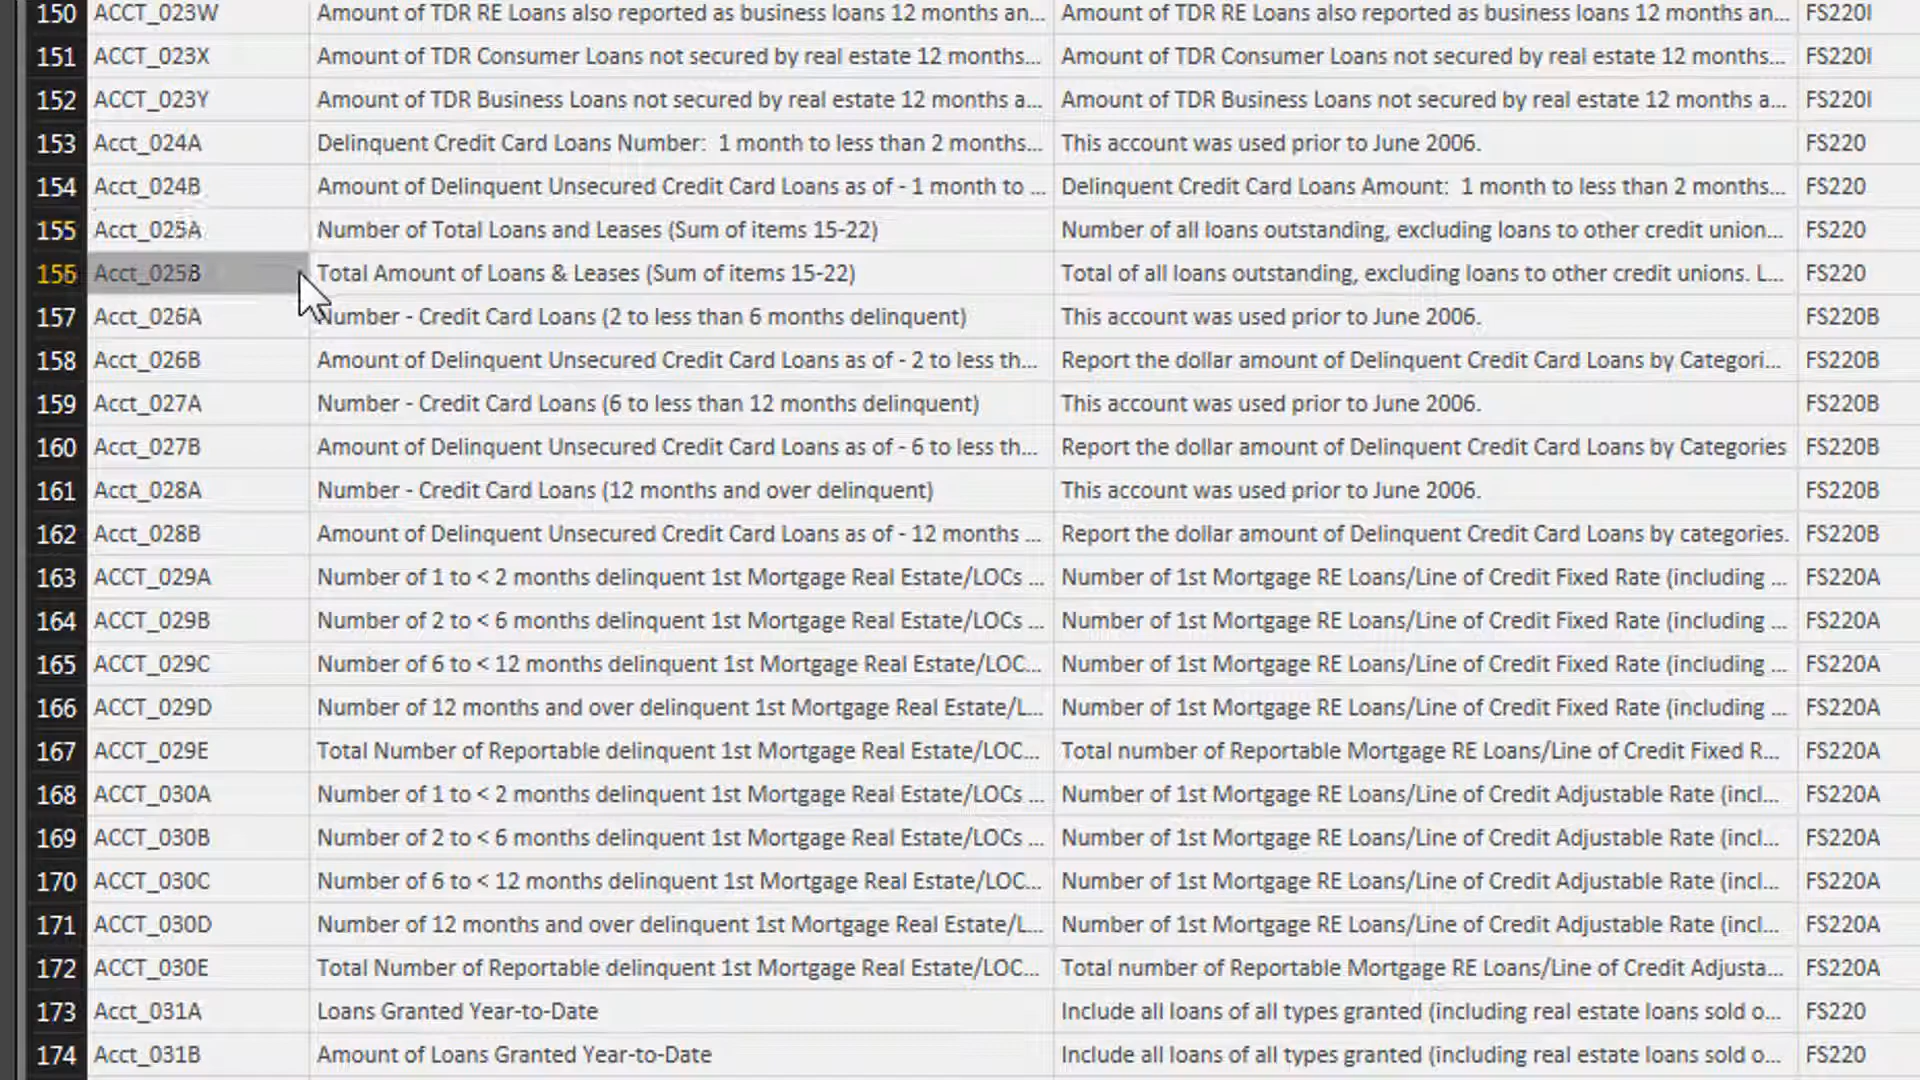 150 ACCT_023W Amount of TDR RE Loans also reported as business loans 12 months an... Amount of TDR RE Loans also reported as business loans 12 months an... FS220I
151 ACCT_023X Amount of TDR Consumer Loans not secured by real estate 12 months... Amount of TDR Consumer Loans not secured by real estate 12 months... FS220I
152 ACCT_023Y Amount of TDR Business Loans not secured by real estate 12 months a... Amount of TDR Business Loans not secured by real estate 12 months a... FS220I
153 Acct_024A Delinquent Credit Card Loans Number:  1 month to less than 2 months... This account was used prior to June 2006. FS220
154 Acct_024B Amount of Delinquent Unsecured Credit Card Loans as of - 1 month to ... Delinquent Credit Card Loans Amount:  1 month to less than 2 months... FS220
155 Acct_025A Number of Total Loans and Leases (Sum of items 15-22) Number of all loans outstanding, excluding loans to other credit union... FS220
156 Acct_025B Total Amount of Loans & Leases (Sum of items 15-22) Total of all loans outstanding, excluding loans to other credit unions. L... FS220
157 Acct_026A Number - Credit Card Loans (2 to less than 6 months delinquent) This account was used prior to June 2006. FS220B
158 Acct_026B Amount of Delinquent Unsecured Credit Card Loans as of - 2 to less th... Report the dollar amount of Delinquent Credit Card Loans by Categori... FS220B
159 Acct_027A Number - Credit Card Loans (6 to less than 12 months delinquent) This account was used prior to June 2006. FS220B
160 Acct_027B Amount of Delinquent Unsecured Credit Card Loans as of - 6 to less th... Report the dollar amount of Delinquent Credit Card Loans by Categories FS220B
161 Acct_028A Number - Credit Card Loans (12 months and over delinquent) This account was used prior to June 2006. FS220B
162 Acct_028B Amount of Delinquent Unsecured Credit Card Loans as of - 12 months ... Report the dollar amount of Delinquent Credit Card Loans by categories. FS220B
163 ACCT_029A Number of 1 to < 2 months delinquent 1st Mortgage Real Estate/LOCs ... Number of 1st Mortgage RE Loans/Line of Credit Fixed Rate (including ... FS220A
164 ACCT_029B Number of 2 to < 6 months delinquent 1st Mortgage Real Estate/LOCs ... Number of 1st Mortgage RE Loans/Line of Credit Fixed Rate (including ... FS220A
165 ACCT_029C Number of 6 to < 12 months delinquent 1st Mortgage Real Estate/LOC... Number of 1st Mortgage RE Loans/Line of Credit Fixed Rate (including ... FS220A
166 ACCT_029D Number of 12 months and over delinquent 1st Mortgage Real Estate/L... Number of 1st Mortgage RE Loans/Line of Credit Fixed Rate (including ... FS220A
167 ACCT_029E Total Number of Reportable delinquent 1st Mortgage Real Estate/LOC... Total number of Reportable Mortgage RE Loans/Line of Credit Fixed R... FS220A
168 ACCT_030A Number of 1 to < 2 months delinquent 1st Mortgage Real Estate/LOCs ... Number of 1st Mortgage RE Loans/Line of Credit Adjustable Rate (incl... FS220A
169 ACCT_030B Number of 2 to < 6 months delinquent 1st Mortgage Real Estate/LOCs ... Number of 1st Mortgage RE Loans/Line of Credit Adjustable Rate (incl... FS220A
170 ACCT_030C Number of 6 to < 12 months delinquent 1st Mortgage Real Estate/LOC... Number of 1st Mortgage RE Loans/Line of Credit Adjustable Rate (incl... FS220A
171 ACCT_030D Number of 12 months and over delinquent 1st Mortgage Real Estate/L... Number of 1st Mortgage RE Loans/Line of Credit Adjustable Rate (incl... FS220A
172 ACCT_030E Total Number of Reportable delinquent 1st Mortgage Real Estate/LOC... Total number of Reportable Mortgage RE Loans/Line of Credit Adjusta... FS220A
173 Acct_031A Loans Granted Year-to-Date Include all loans of all types granted (including real estate loans sold o... FS220
174 Acct_031B Amount of Loans Granted Year-to-Date Include all loans of all types granted (including real estate loans sold o... FS220